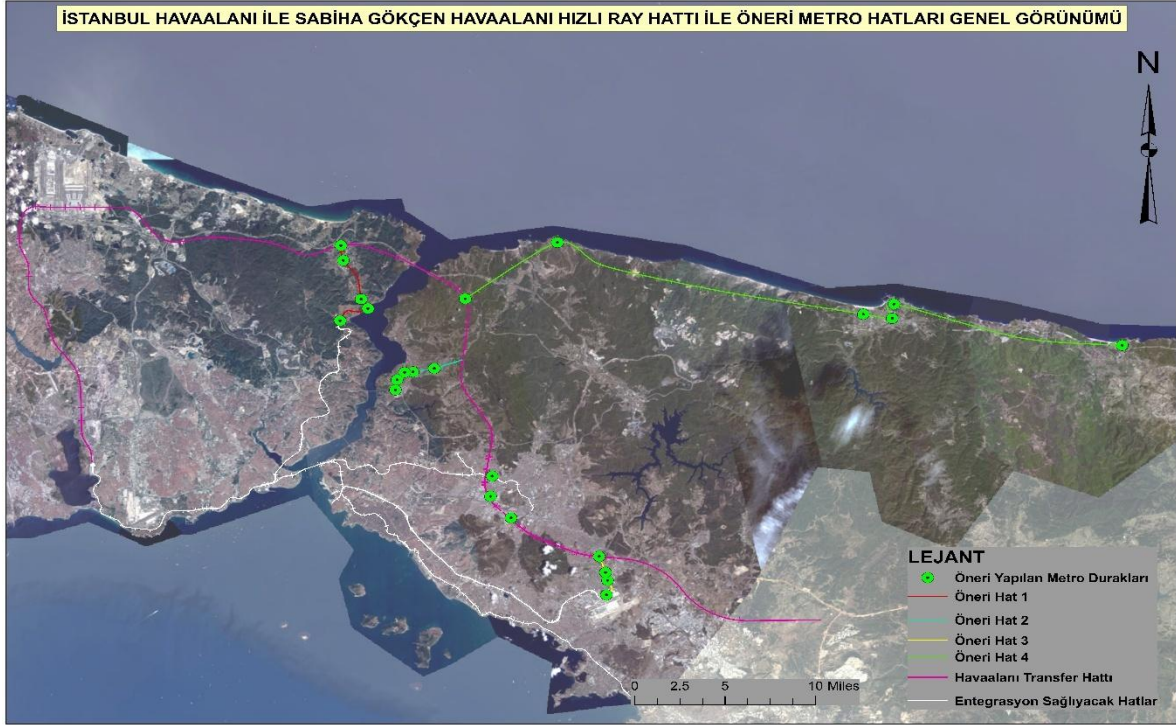 İSTANBUL HAVAALANI İLE SABİHA GÖKÇEN HAVAALANI HIZLI RAY HATTI İLE ÖNERİ METRO HATLARI GENEL GÖRÜNÜMÜ
N
LEJANT
Öneri Yapılan Metro Durakları
Öneri Hat 1
Öneri Hat 2
Öneri Hat 3
Öneri Hat 4
Havaalanı Transfer Hattı
Entegrasyon Sağlıyacak Hatlar
0 2.5 5 10 Miles